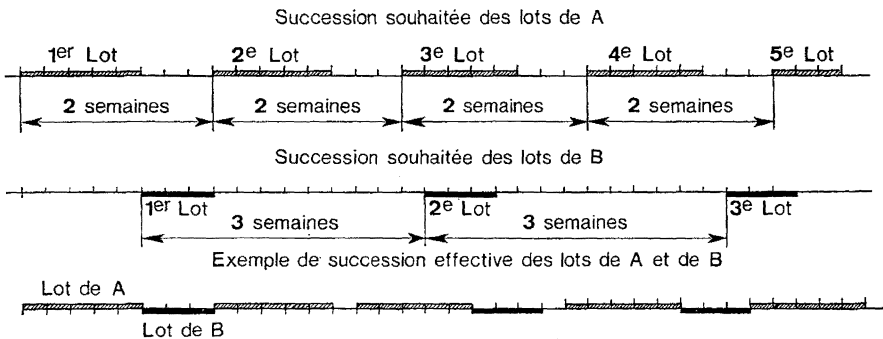 Succession souhaitée des lots de A
1er Lot 2e Lot 3e Lot 4e Lot 5e Lot
2 semaines 2 semaines 2 semaines 2 semaines
Succession souhaitée des lots de B
1er Lot 2e Lot 3e Lot
3 semaines 3 semaines
Exemple de succession effective des lots de A et de B
Lot de A
Lot de B